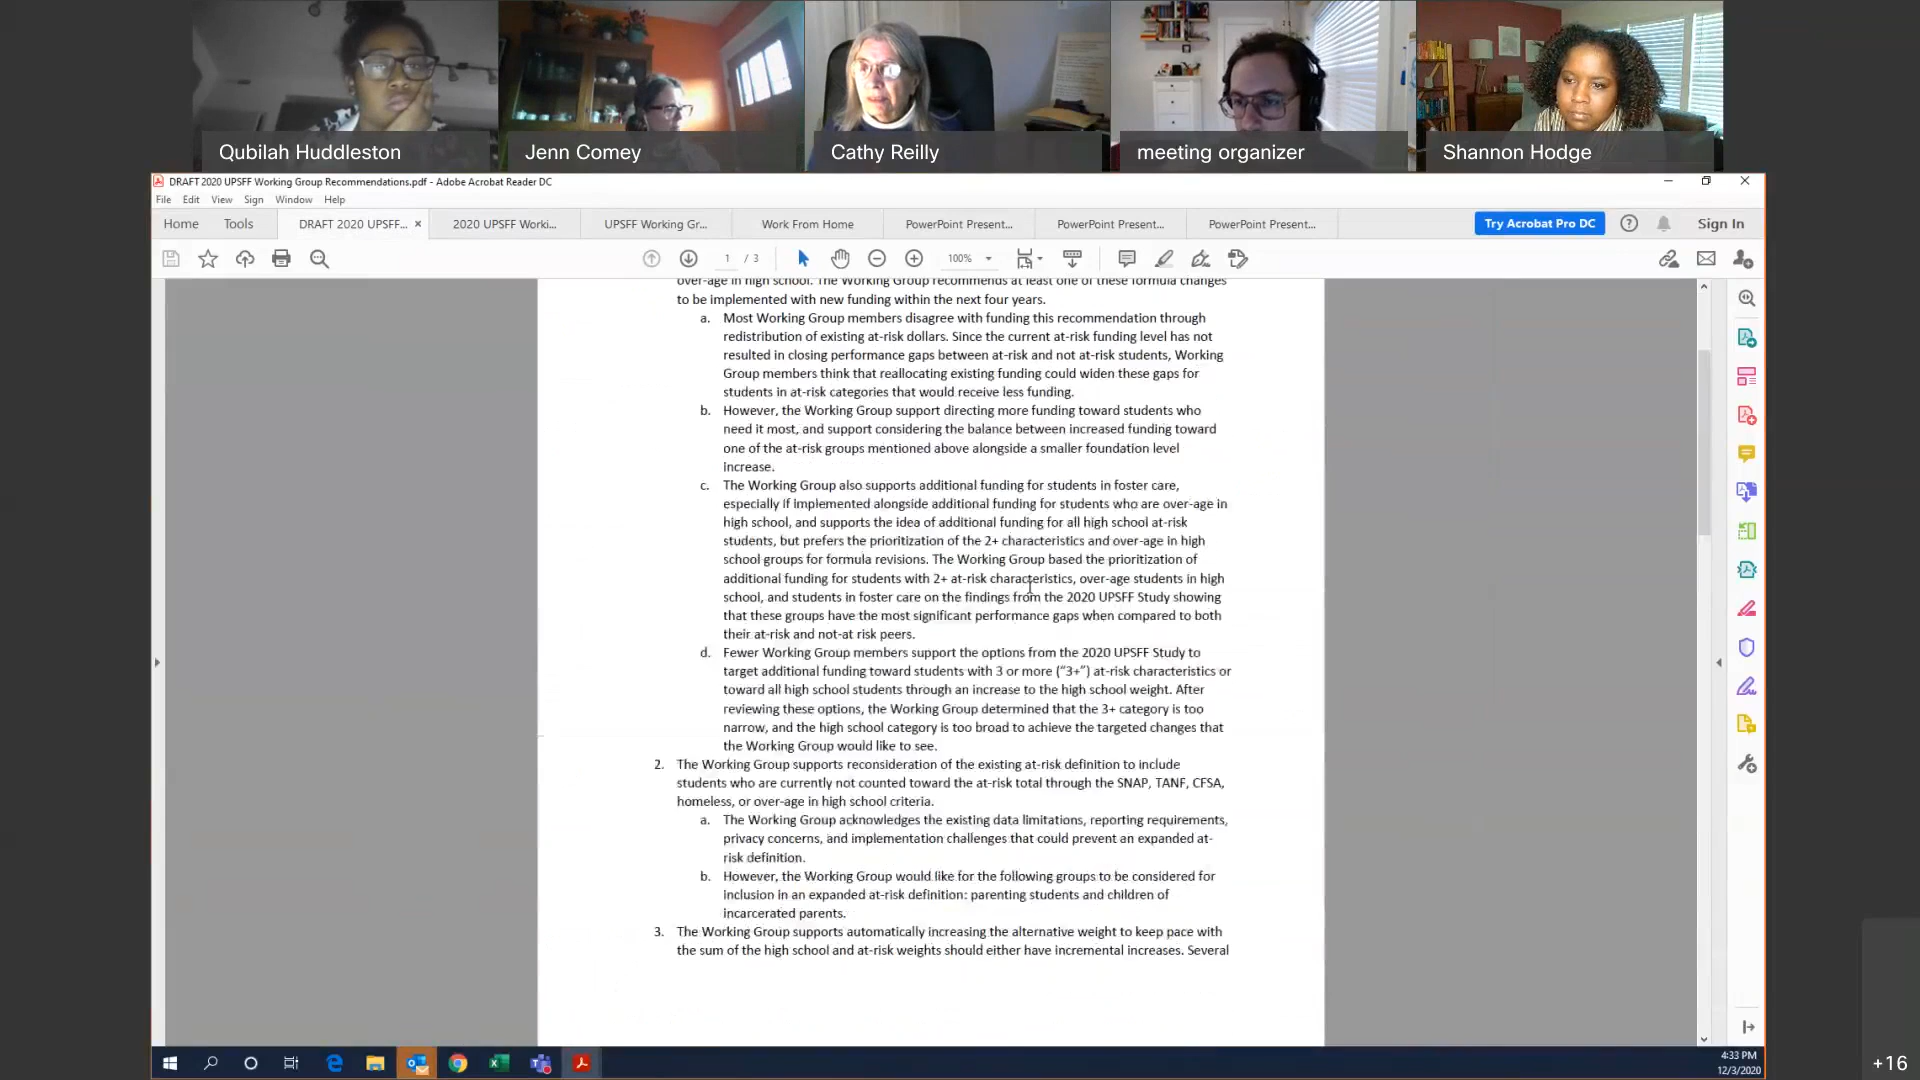 Qubilah Huddleston
Jenn Comey
Cathy Reilly
meeting organizer
Shannon Hodge
DRAFT 2020 UPSFF Working Group Recommendations.pdf - Adobe Acrobat Reader DC
File Edit View Sign Window Help
Home Tools DRAFT 2020 UPSFF... × 2020 UPSFF Worki... UPSFF Working Gr... Work From Home PowerPoint Present... PowerPoint Present... PowerPoint Present... Try Acrobat Pro DC Sign In
1 / 3 100%
over-age in high school. The Working Group recommends at least one of these formula changes
to be implemented with new funding within the next four years.
a. Most Working Group members disagree with funding this recommendation through
redistribution of existing at-risk dollars. Since the current at-risk funding level has not
resulted in closing performance gaps between at-risk and not at-risk students, Working
Group members think that reallocating existing funding could widen these gaps for
students in at-risk categories that would receive less funding.
b. However, the Working Group support directing more funding toward students who
need it most, and support considering the balance between increased funding toward
one of the at-risk groups mentioned above alongside a smaller foundation level
increase.
c. The Working Group also supports additional funding for students in foster care,
especially if implemented alongside additional funding for students who are over-age in
high school, and supports the idea of additional funding for all high school at-risk
students, but prefers the prioritization of the 2+ characteristics and over-age in high
school groups for formula revisions. The Working Group based the prioritization of
additional funding for students with 2+ at-risk characteristics, over-age students in high
school, and students in foster care on the findings from the 2020 UPSFF Study showing
that these groups have the most significant performance gaps when compared to both
their at-risk and not-at risk peers.
d. Fewer Working Group members support the options from the 2020 UPSFF Study to
target additional funding toward students with 3 or more (“3+”) at-risk characteristics or
toward all high school students through an increase to the high school weight. After
reviewing these options, the Working Group determined that the 3+ category is too
narrow, and the high school category is too broad to achieve the targeted changes that
the Working Group would like to see.
2. The Working Group supports reconsideration of the existing at-risk definition to include
students who are currently not counted toward the at-risk total through the SNAP, TANF, CFSA,
homeless, or over-age in high school criteria.
a. The Working Group acknowledges the existing data limitations, reporting requirements,
privacy concerns, and implementation challenges that could prevent an expanded at-
risk definition.
b. However, the Working Group would like for the following groups to be considered for
inclusion in an expanded at-risk definition: parenting students and children of
incarcerated parents.
3. The Working Group supports automatically increasing the alternative weight to keep pace with
the sum of the high school and at-risk weights should either have incremental increases. Several
4:33 PM
12/3/2020
+16